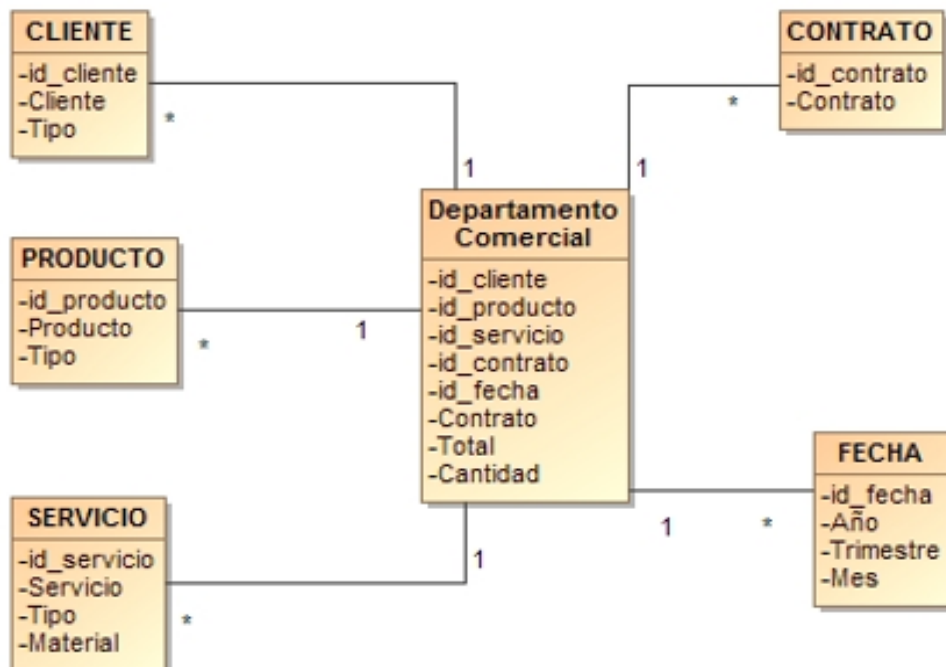 CLIENTE
-id_cliente
-Cliente
-Tipo
*
1
CONTRATO
-id_contrato
-Contrato
*
1
PRODUCTO
-id_producto
-Producto
-Tipo
*
1
Departamento
Comercial
-id_cliente
-id_producto
-id_servicio
-id_contrato
-id_fecha
-Contrato
-Total
-Cantidad
SERVICIO
-id_servicio
-Servicio
-Tipo
-Material
*
1
FECHA
-id_fecha
-Año
-Trimestre
-Mes
1
*